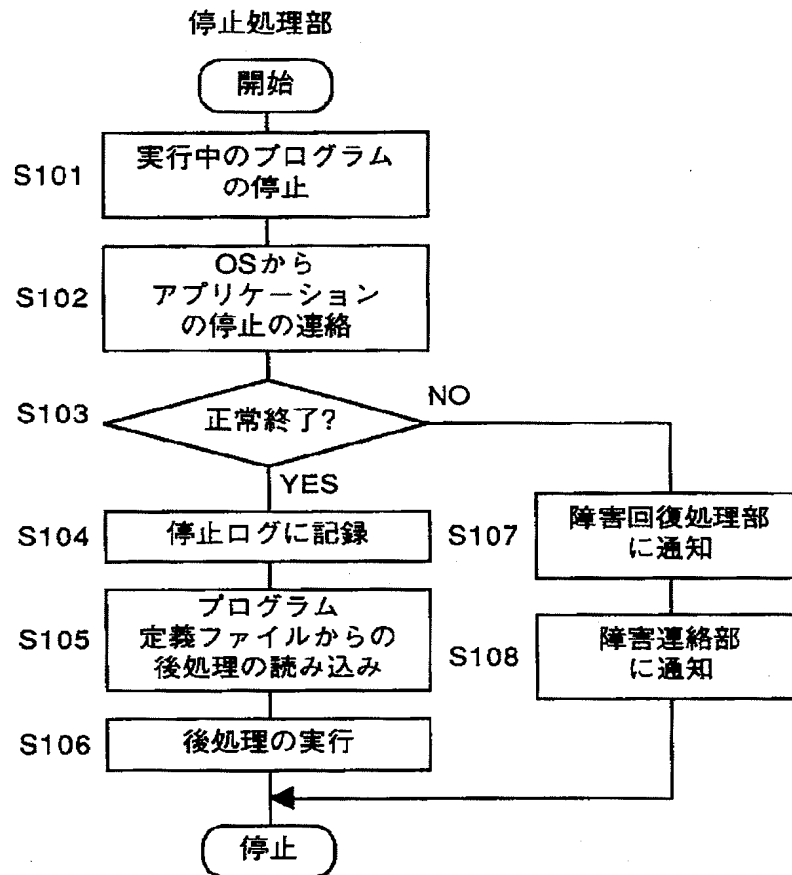 停止処理部
開始
S101
実行中のプログラム
の停止
S102
OSから
アプリケーション
の停止の連絡
S103
正常終了?
NO
YES
S104
停止ログに記録
S105
プログラム
定義ファイルからの
後処理の読み込み
S106
後処理の実行
S107
障害回復処理部
に通知
S108
障害連絡部
に通知
停止